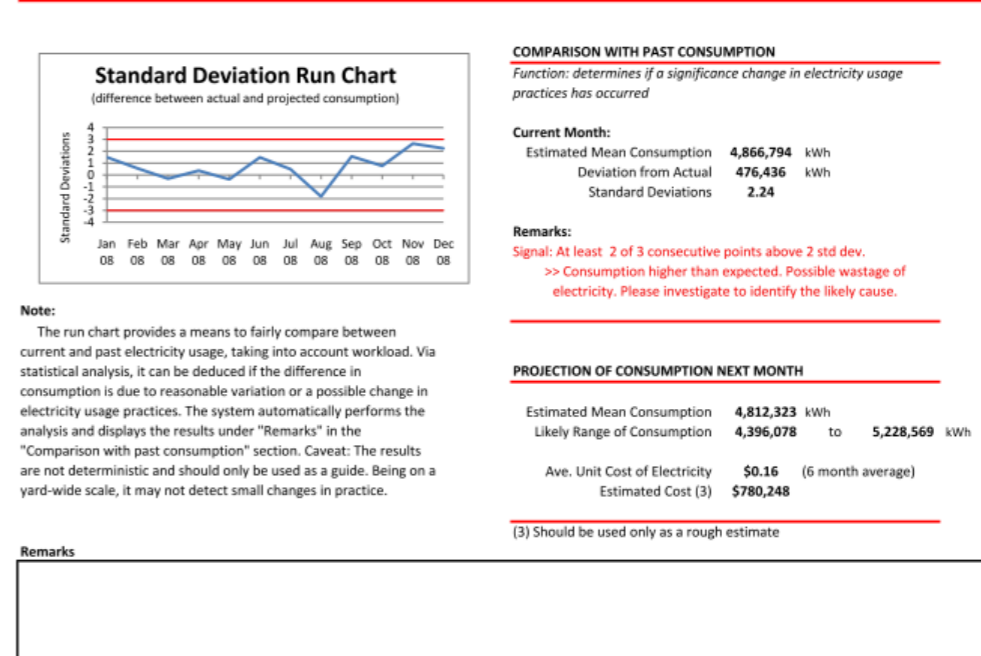 Standard Deviation Run Chart
(difference between actual and projected consumption)
Standard Deviations
4
3
2
1
0
-1
-2
-3
-4
Jan Feb Mar Apr May Jun Jul Aug Sep Oct Nov Dec
08 08 08 08 08 08 08 08 08 08 08 08
Note:
The run chart provides a means to fairly compare between
current and past electricity usage, taking into account workload. Via
statistical analysis, it can be deduced if the difference in
consumption is due to reasonable variation or a possible change in
electricity usage practices. The system automatically performs the
analysis and displays the results under "Remarks" in the
"Comparison with past consumption" section. Caveat: The results
are not deterministic and should only be used as a guide. Being on a
yard-wide scale, it may not detect small changes in practice.
COMPARISON WITH PAST CONSUMPTION
Function: determines if a significance change in electricity usage
practices has occurred
Current Month:
Estimated Mean Consumption 4,866,794 kWh
Deviation from Actual 476,436 kWh
Standard Deviations 2.24
Remarks:
Signal: At least 2 of 3 consecutive points above 2 std dev.
>> Consumption higher than expected. Possible wastage of
electricity. Please investigate to identify the likely cause.
PROJECTION OF CONSUMPTION NEXT MONTH
Estimated Mean Consumption 4,812,323 kWh
Likely Range of Consumption 4,396,078 to 5,228,569 kWh
Ave. Unit Cost of Electricity $0.16 (6 month average)
Estimated Cost (3) $780,248
(3) Should be used only as a rough estimate
Remarks